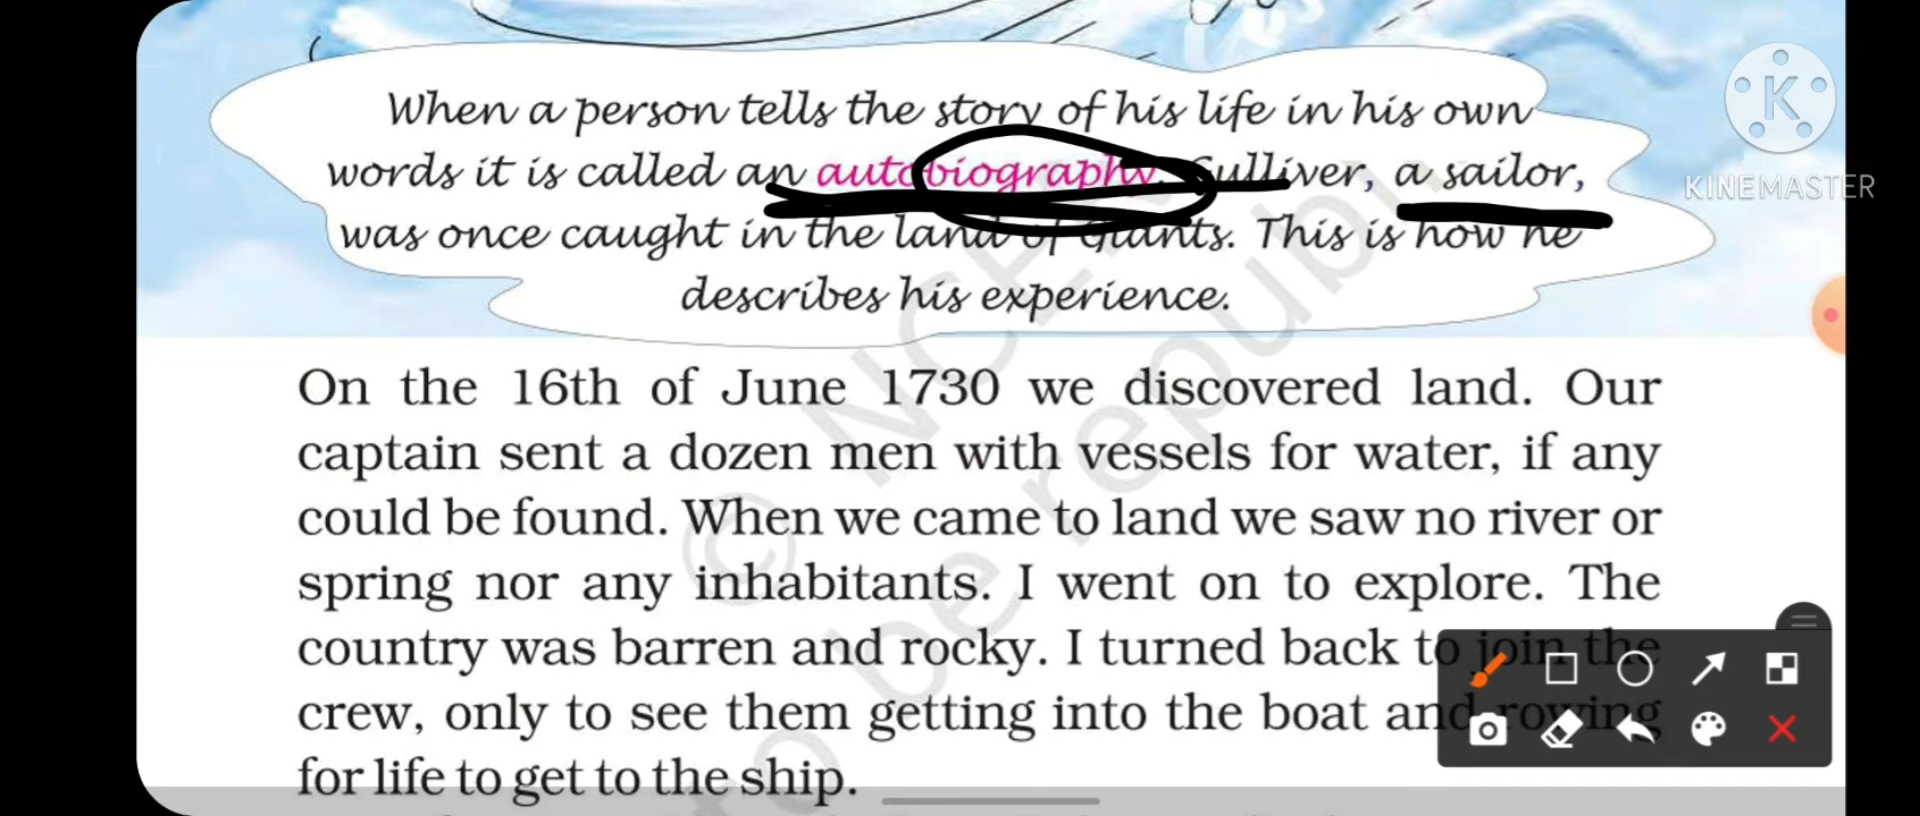 When a person tells the story of his life in his own
words it is called an autobiography. Gulliver, a sailor,
was once caught in the land of Giants. This is how he
describes his experience.
KINEMASTER
On the 16th of June 1730 we discovered land. Our
captain sent a dozen men with vessels for water, if any
could be found. When we came to land we saw no river or
spring nor any inhabitants. I went on to explore. The
country was barren and rocky. I turned back to join the
crew, only to see them getting into the boat and rowing
for life to get to the ship.
© NCERT
to be republ